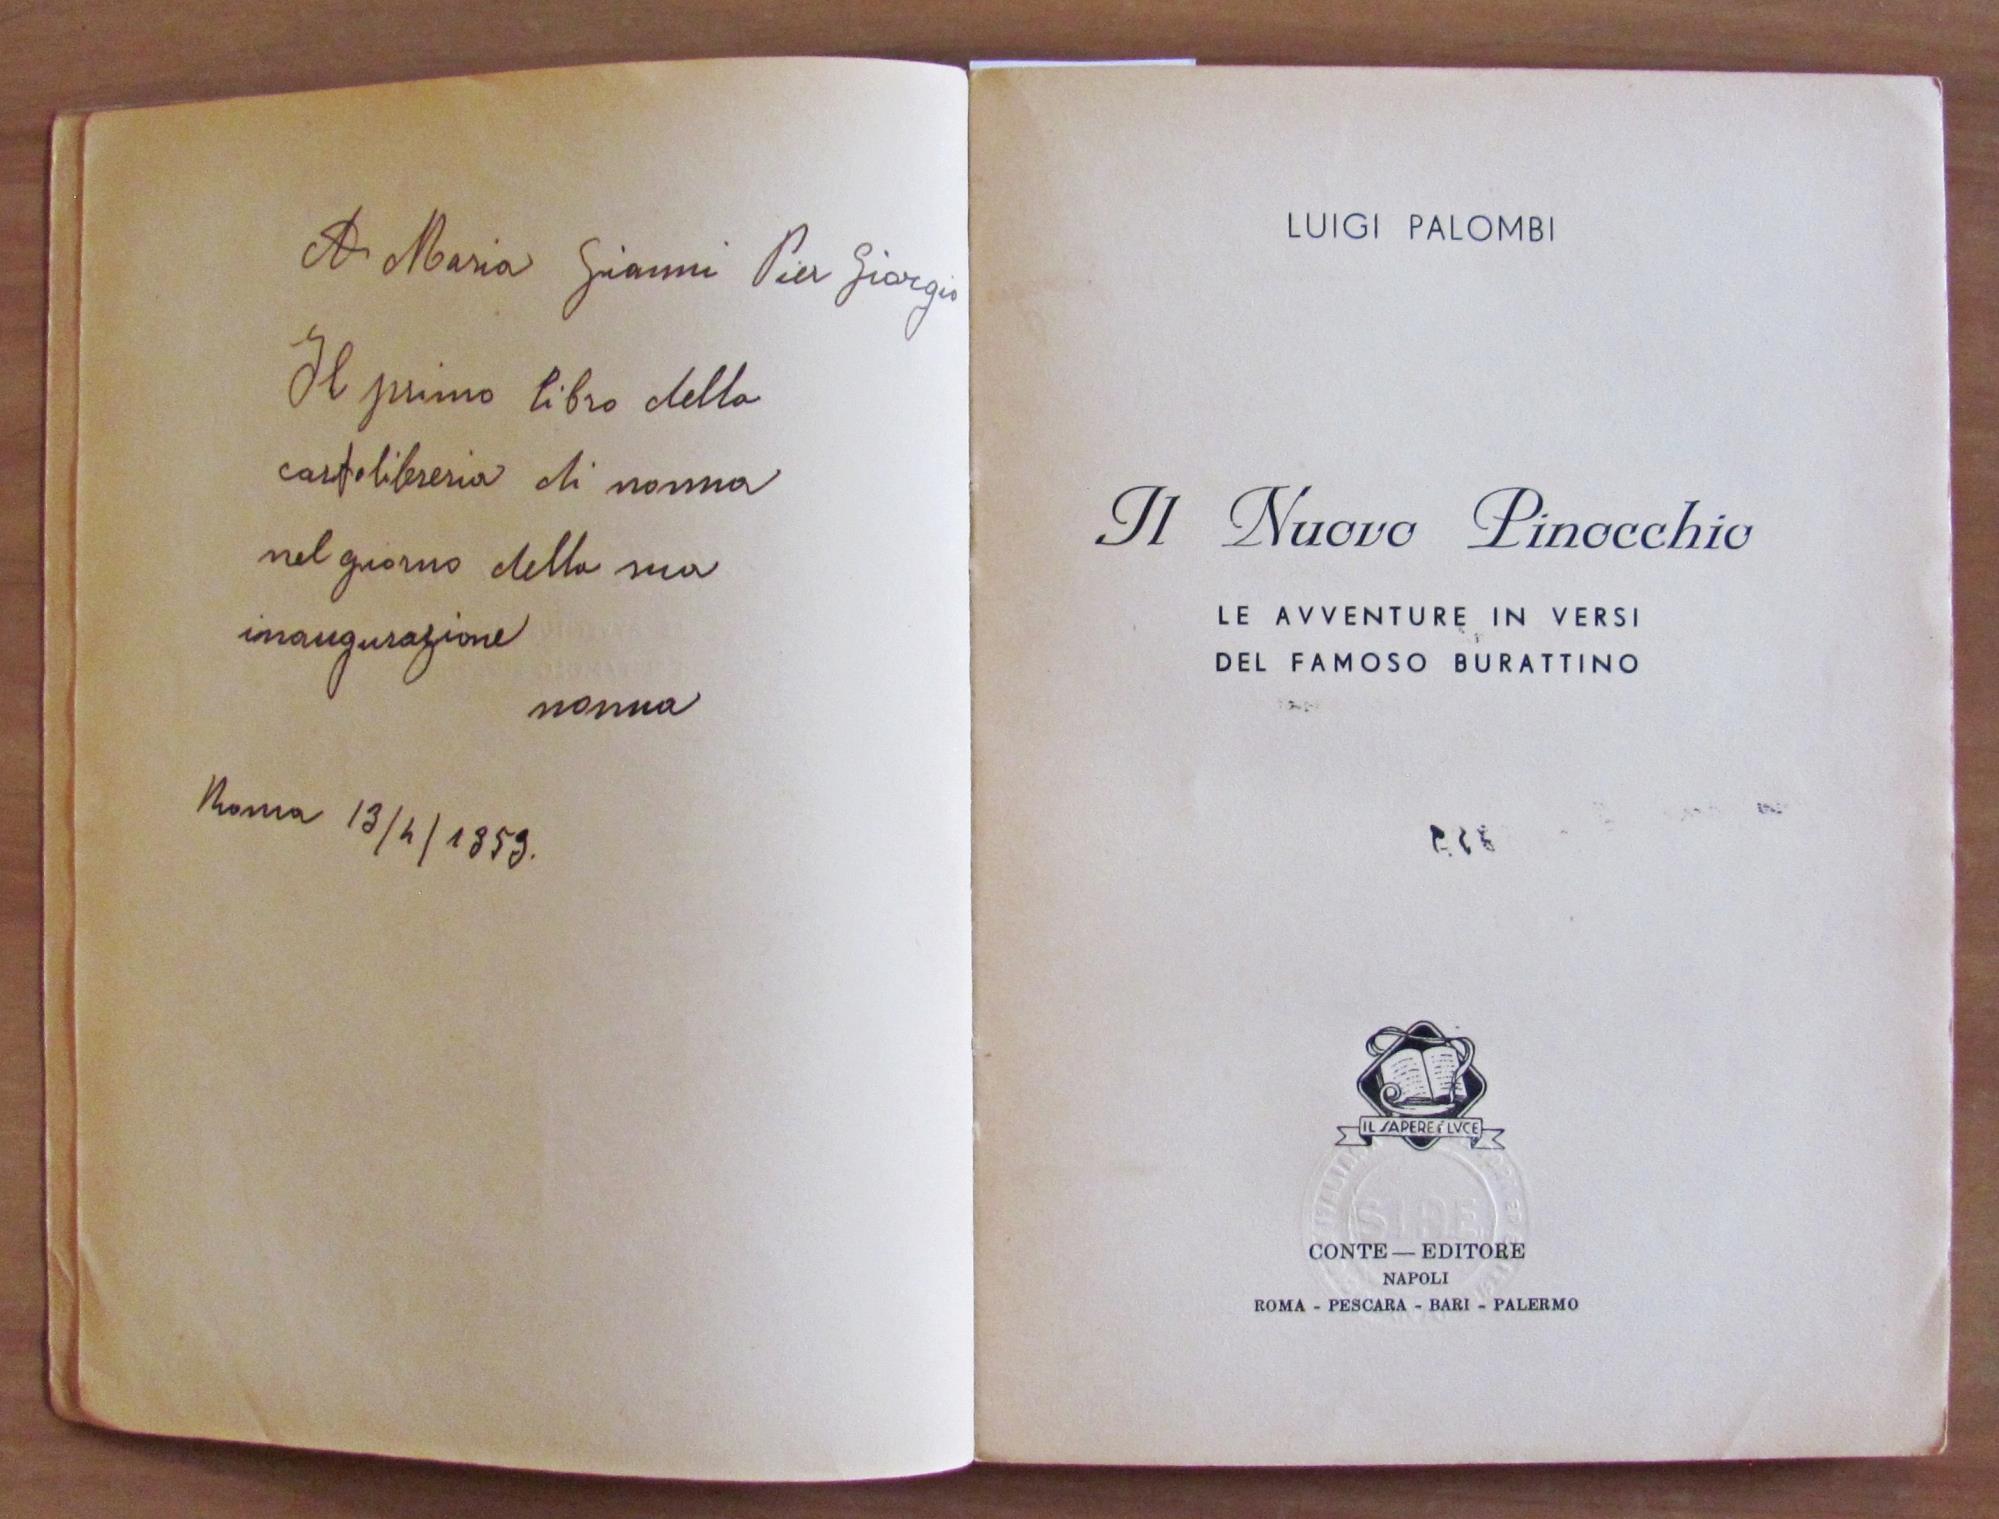 A Maria Gianni Pier Giorgio
Il primo libro della
cartolibreria di nonna
nel giorno della sua
inaugurazione
nonna
Roma 13/4/1959.
LUIGI PALOMBI
Il Nuovo Pinocchio
LE AVVENTURE IN VERSI
DEL FAMOSO BURATTINO
IL SAPERE È LVCE
CONTE — EDITORE
NAPOLI
ROMA - PESCARA - BARI - PALERMO